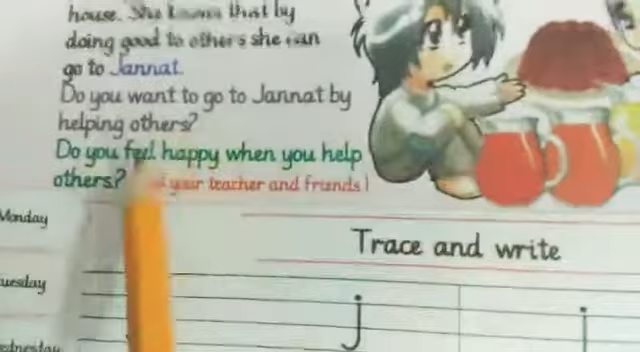 house. She knows that by
doing good to others she can
go to Jannat.
Do you want to go to Jannat by
helping others?
Do you feel happy when you help
others? your teacher and friends!
Monday
Trace and write
Tuesday
j
j
Wednesday